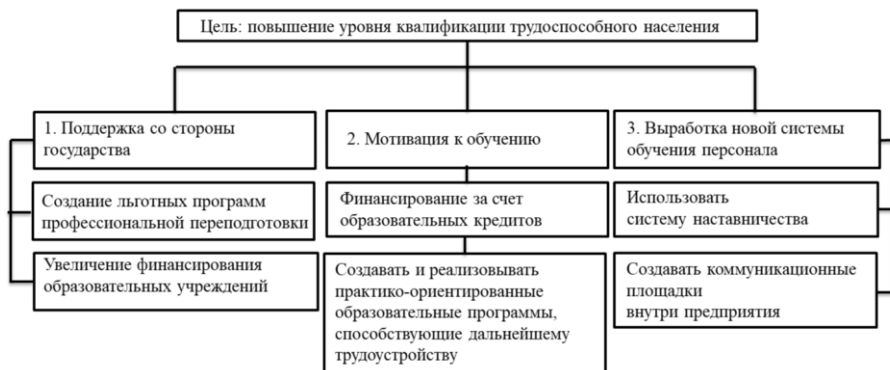 Цель: повышение уровня квалификации трудоспособного населения
1. Поддержка со стороны
государства
2. Мотивация к обучению
3. Выработка новой системы
обучения персонала
Создание льготных программ
профессиональной переподготовки
Финансирование за счет
образовательных кредитов
Использовать
систему наставничества
Увеличение финансирования
образовательных учреждений
Создавать и реализовывать
практико-ориентированные
образовательные программы,
способствующие дальнейшему
трудоустройству
Создавать коммуникационные
площадки
внутри предприятия